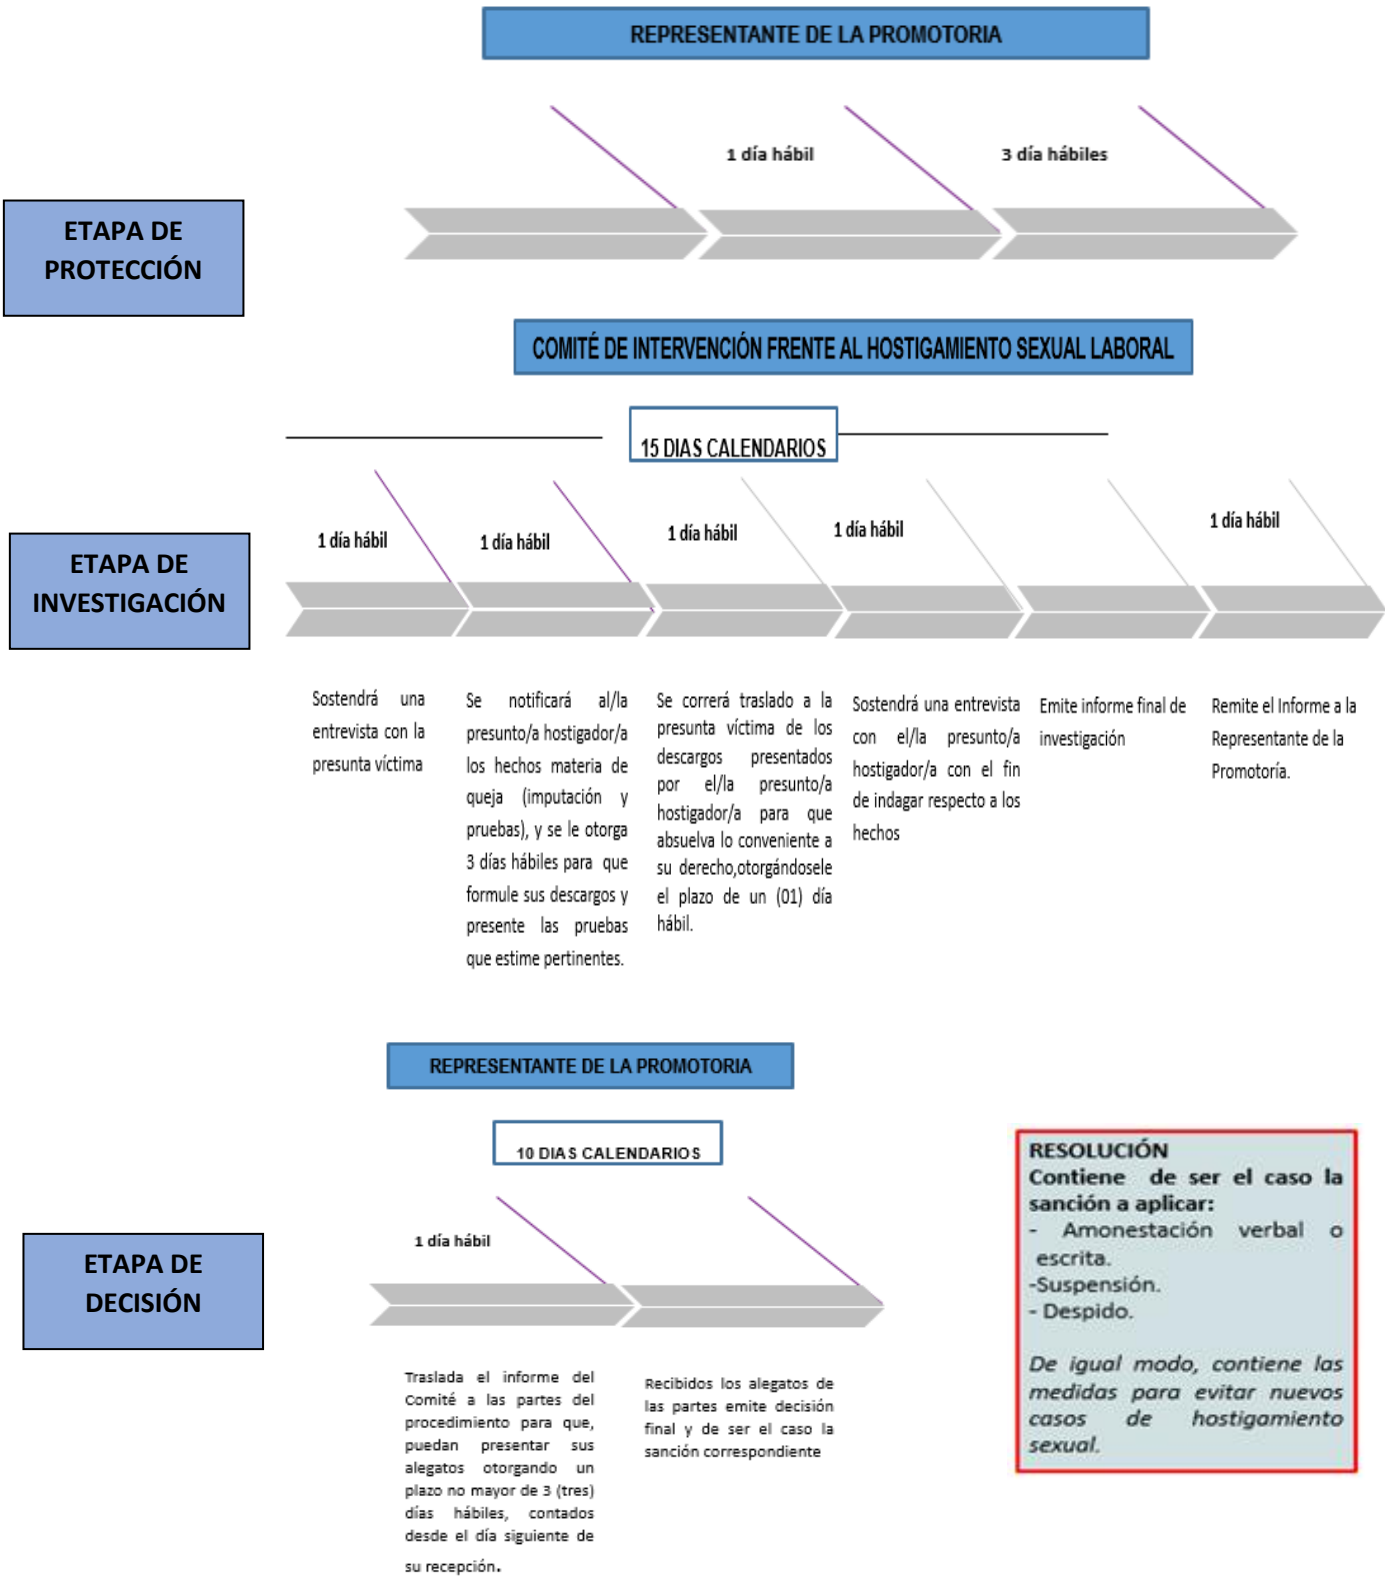 REPRESENTANTE DE LA PROMOTORIA
1 día hábil
3 día hábiles
ETAPA DE
PROTECCIÓN
COMITÉ DE INTERVENCIÓN FRENTE AL HOSTIGAMIENTO SEXUAL LABORAL
15 DIAS CALENDARIOS
1 día hábil
1 día hábil
1 día hábil
1 día hábil
1 día hábil
ETAPA DE
INVESTIGACIÓN
Sostendrá una
entrevista con la
presunta víctima
Se notificará al/la
presunto/a hostigador/a
los hechos materia de
queja (imputación y
pruebas), y se le otorga
3 días hábiles para que
formule sus descargos y
presente las pruebas
que estime pertinentes.
Se correrá traslado a la
presunta víctima de los
descargos presentados
por el/la presunto/a
hostigador/a para que
absuelva lo conveniente a
su derecho,otorgándosele
el plazo de un (01) día
hábil.
Sostendrá una entrevista
con el/la presunto/a
hostigador/a con el fin
de indagar respecto a los
hechos
Emite informe final de
investigación
Remite el Informe a la
Representante de la
Promotoría.
REPRESENTANTE DE LA PROMOTORIA
10 DIAS CALENDARIOS
1 día hábil
ETAPA DE
DECISIÓN
Traslada el informe del
Comité a las partes del
procedimiento para que,
puedan presentar sus
alegatos otorgando un
plazo no mayor de 3 (tres)
días hábiles, contados
desde el día siguiente de
su recepción.
Recibidos los alegatos de
las partes emite decisión
final y de ser el caso la
sanción correspondiente
RESOLUCIÓN
Contiene de ser el caso la
sanción a aplicar:
- Amonestación verbal o
escrita.
-Suspensión.
- Despido.
De igual modo, contiene las
medidas para evitar nuevos
casos de hostigamiento
sexual.